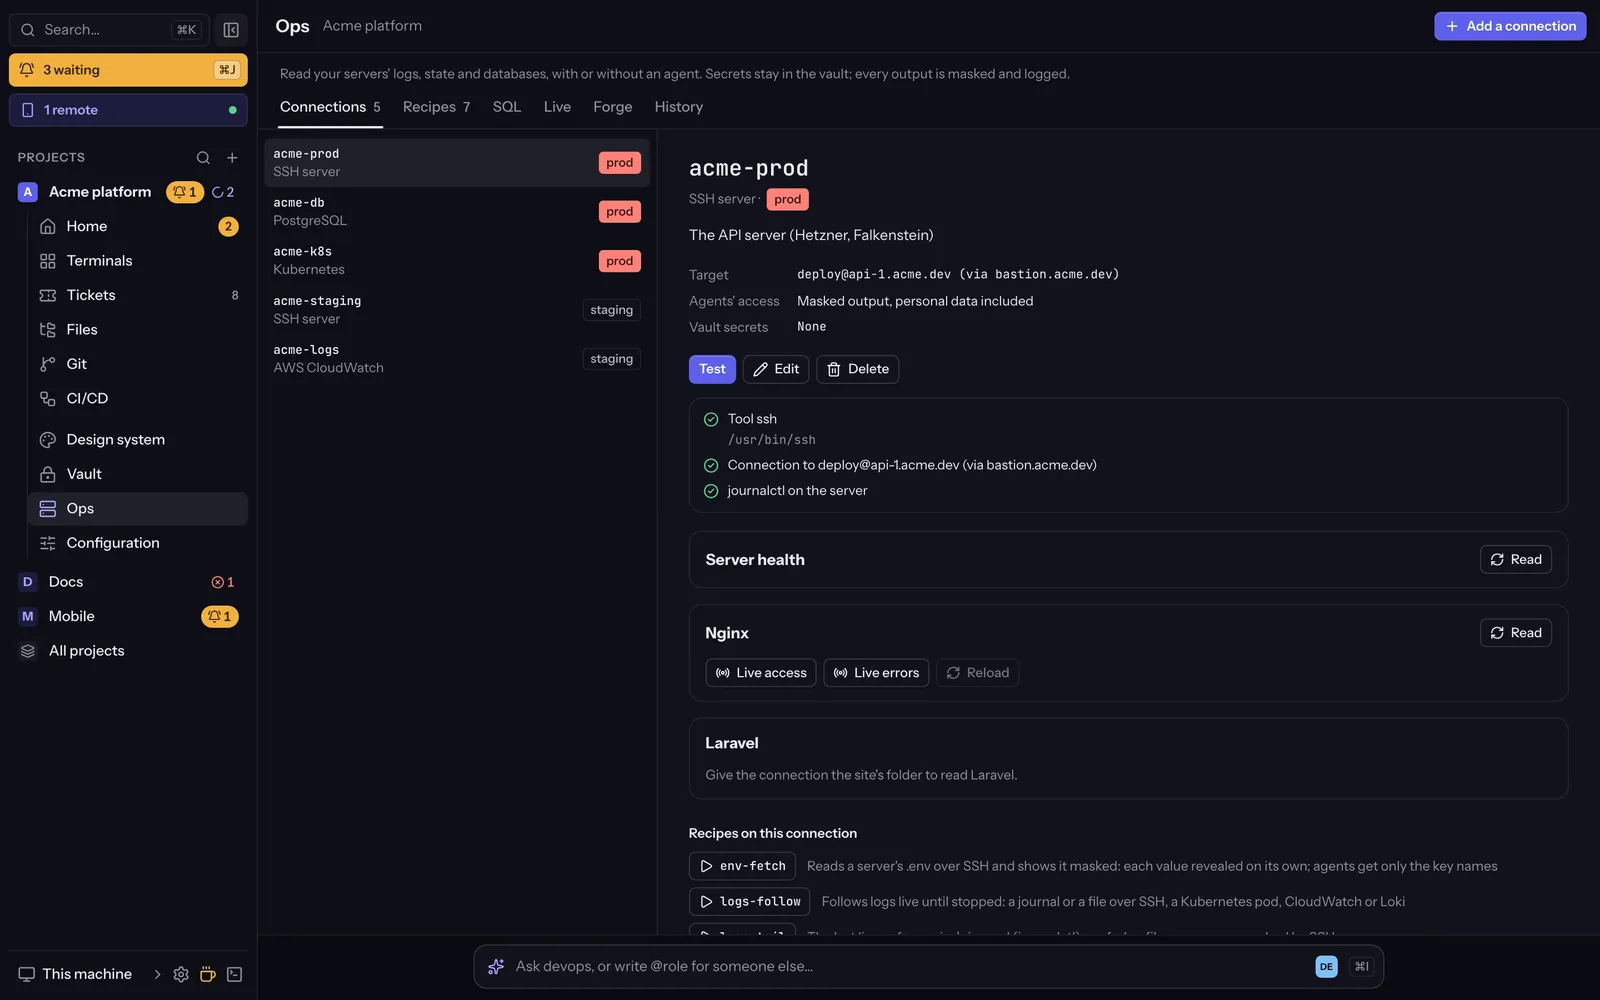 Search...
⌘K
3 waiting
⌘J
1 remote
PROJECTS
A Acme platform 1 2
Home 2
Terminals
Tickets 8
Files
Git
CI/CD
Design system
Vault
Ops
Configuration
D Docs 1
M Mobile 1
All projects
This machine
Ops Acme platform
Add a connection
Read your servers' logs, state and databases, with or without an agent. Secrets stay in the vault; every output is masked and logged.
Connections 5 Recipes 7 SQL Live Forge History
acme-prod
SSH server
prod
acme-db
PostgreSQL
prod
acme-k8s
Kubernetes
prod
acme-staging
SSH server
staging
acme-logs
AWS CloudWatch
staging
acme-prod
SSH server · prod
The API server (Hetzner, Falkenstein)
Target deploy@api-1.acme.dev (via bastion.acme.dev)
Agents' access Masked output, personal data included
Vault secrets None
Test Edit Delete
Tool ssh
/usr/bin/ssh
Connection to deploy@api-1.acme.dev (via bastion.acme.dev)
journalctl on the server
Server health Read
Nginx Read
Live access Live errors Reload
Laravel
Give the connection the site's folder to read Laravel.
Recipes on this connection
env-fetch Reads a server's .env over SSH and shows it masked: each value revealed on its own; agents get only the key names
logs-follow Follows logs live until stopped: a journal or a file over SSH, a Kubernetes pod, CloudWatch or Loki
Ask devops, or write @role for someone else...
DE ⌘I